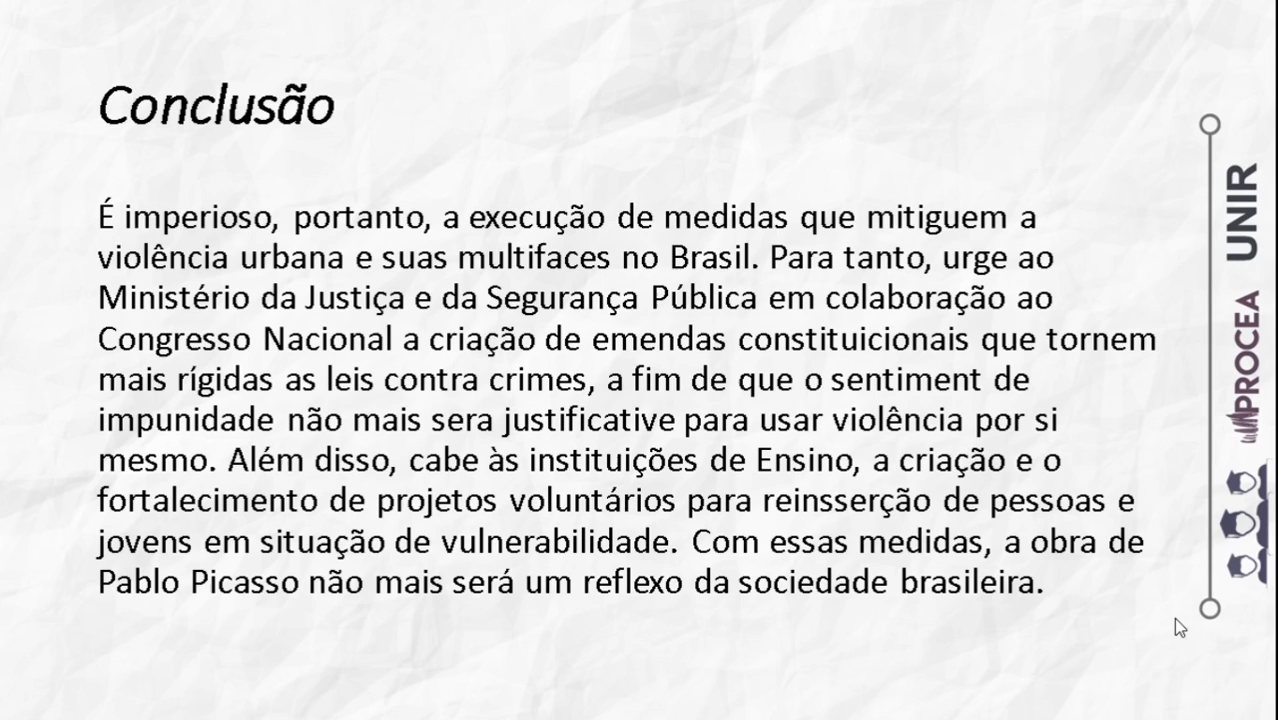 Conclusão
É imperioso, portanto, a execução de medidas que mitiguem a
violência urbana e suas multifaces no Brasil. Para tanto, urge ao
Ministério da Justiça e da Segurança Pública em colaboração ao
Congresso Nacional a criação de emendas constituicionais que tornem
mais rígidas as leis contra crimes, a fim de que o sentiment de
impunidade não mais sera justificative para usar violência por si
mesmo. Além disso, cabe às instituições de Ensino, a criação e o
fortalecimento de projetos voluntários para reinsserção de pessoas e
jovens em situação de vulnerabilidade. Com essas medidas, a obra de
Pablo Picasso não mais será um reflexo da sociedade brasileira.
UNIR
PROCEA